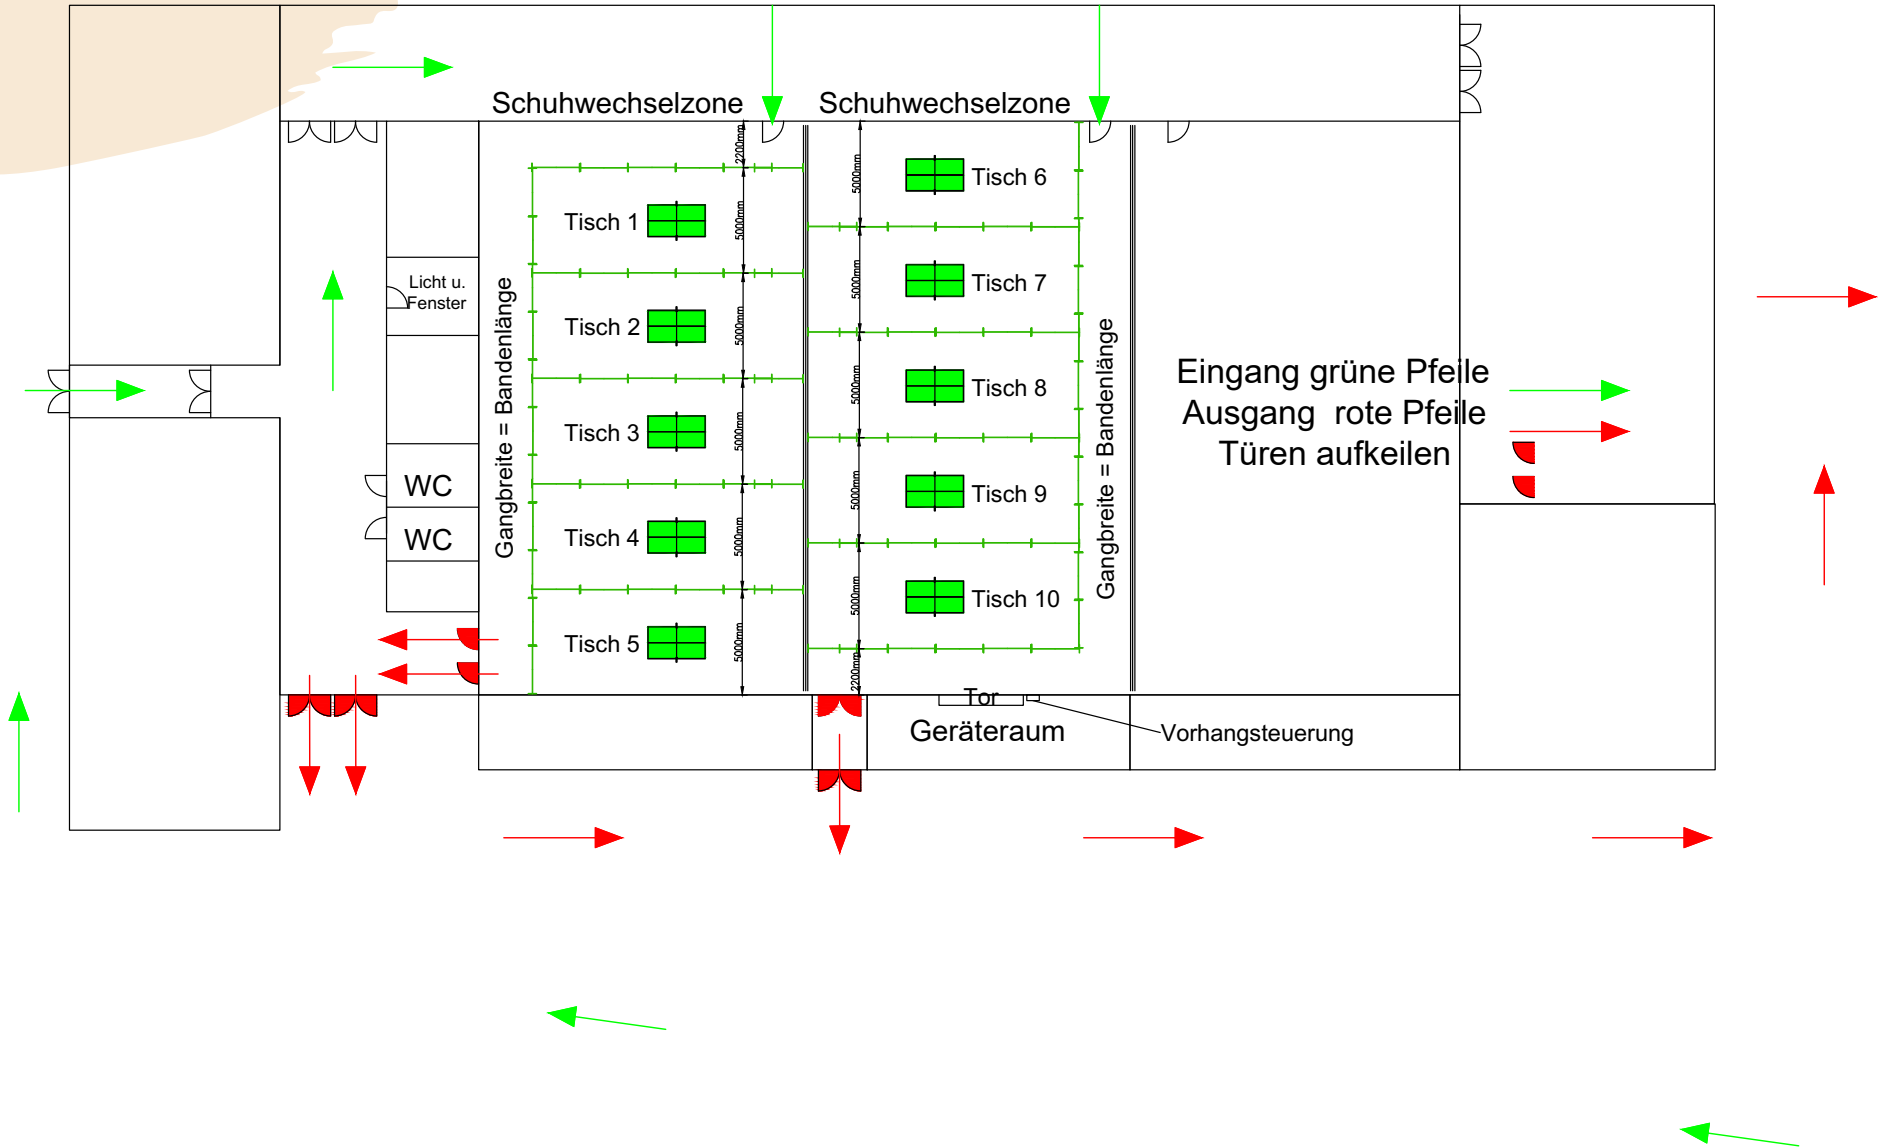 Schuhwechselzone
Schuhwechselzone
2200mm
5000mm
5000mm
5000mm
5000mm
5000mm
5000mm
5000mm
5000mm
5000mm
5000mm
2200mm
Tisch 1
Tisch 2
Tisch 3
Tisch 4
Tisch 5
Tisch 6
Tisch 7
Tisch 8
Tisch 9
Tisch 10
Licht u.
Fenster
WC
WC
Gangbreite = Bandenlänge
Gangbreite = Bandenlänge
Eingang grüne Pfeile
Ausgang  rote Pfeile
Türen aufkeilen
Tor
Geräteraum
Vorhangsteuerung